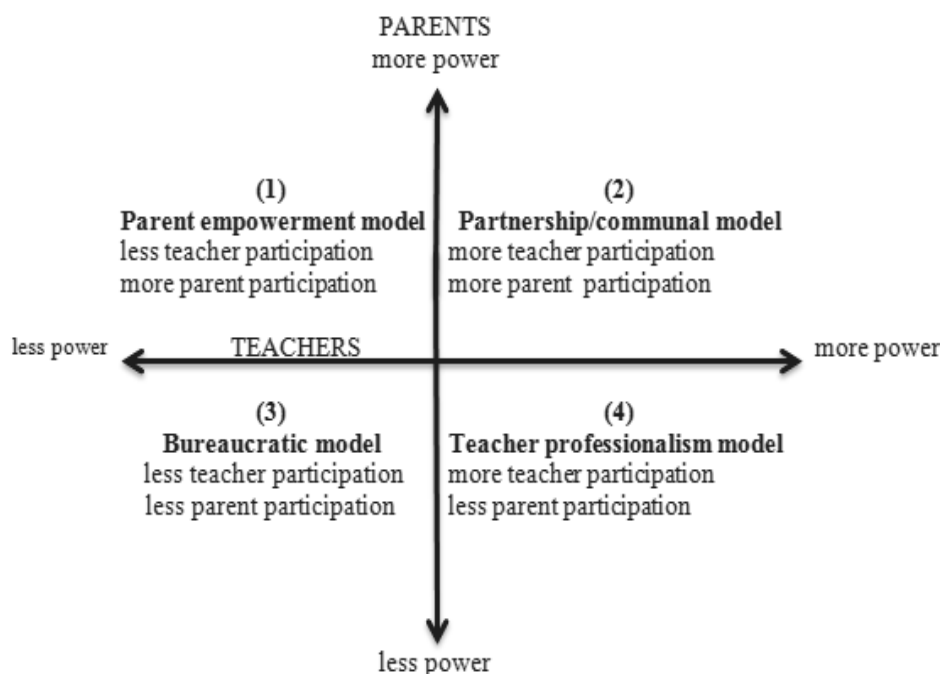 PARENTS
more power
(1)
Parent empowerment model
less teacher participation
more parent participation
(2)
Partnership/communal model
more teacher participation
more parent participation
less power
TEACHERS
more power
(3)
Bureaucratic model
less teacher participation
less parent participation
(4)
Teacher professionalism model
more teacher participation
less parent participation
less power